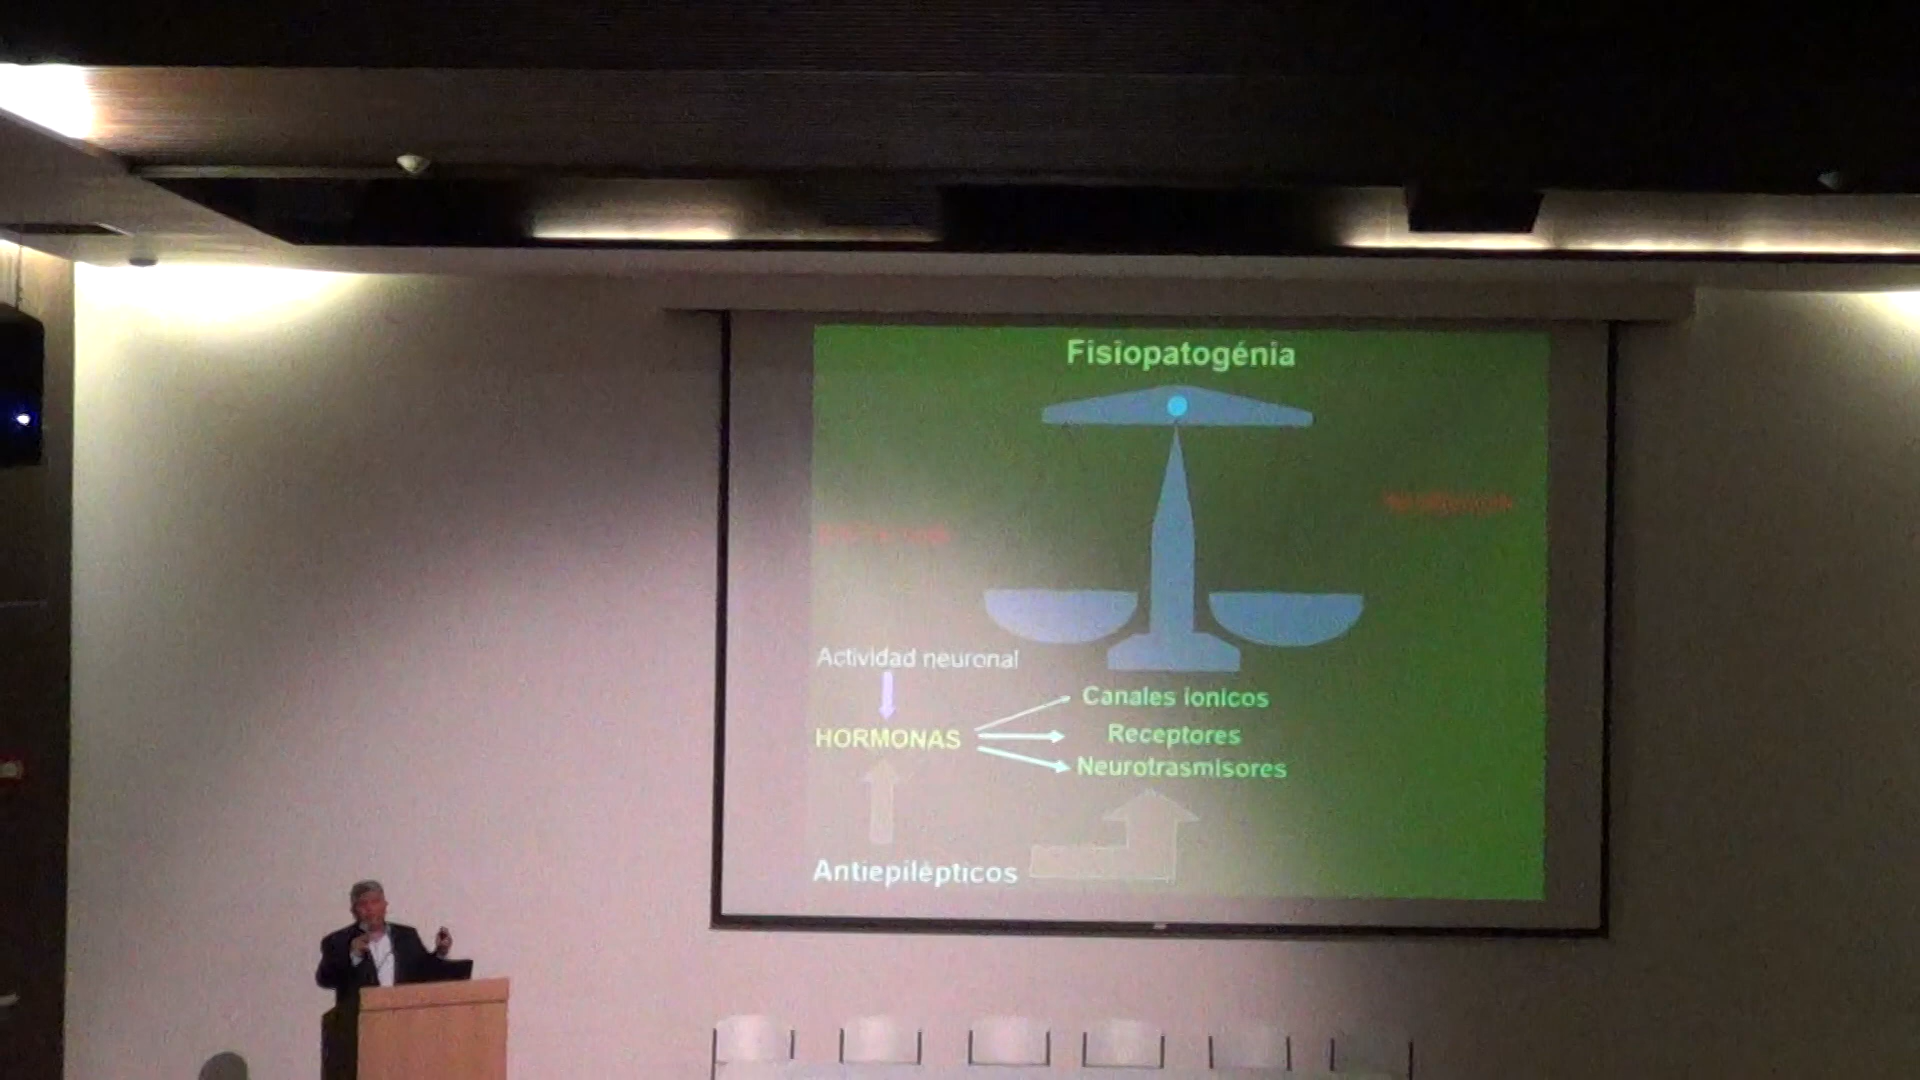 Fisiopatogénia
Actividad neuronal
HORMONAS
Canales ionicos
Receptores
Neurotrasmisores
Antiepilépticos